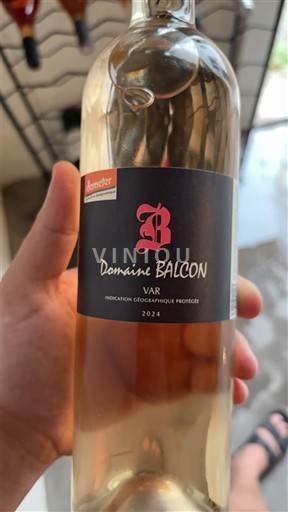 demeter
B
VINIOU
Domaine BALCON
VAR
INDICATION GÉOGRAPHIQUE PROTÉGÉE
2024